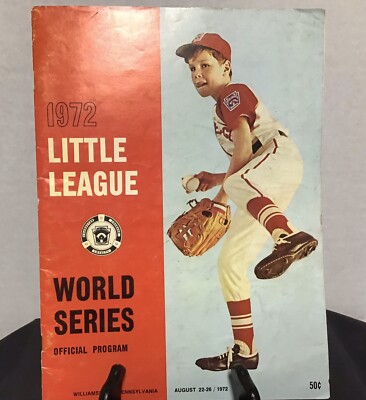 1972
LITTLE
LEAGUE
WORLD
SERIES
OFFICIAL PROGRAM
AUGUST 22-26 / 1972
50¢